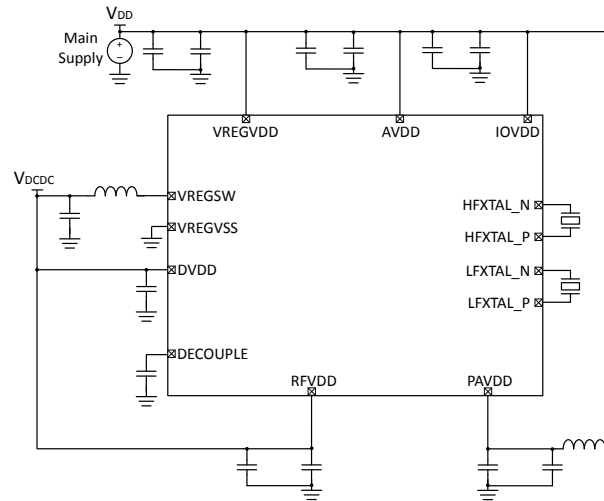 VDD
Main
Supply
+
−
VREGVDD
AVDD
IOVDD
VDCDC
VREGSW
HFXTAL_N
VREGVSS
HFXTAL_P
DVDD
LFXTAL_N
LFXTAL_P
DECOUPLE
RFVDD
PAVDD